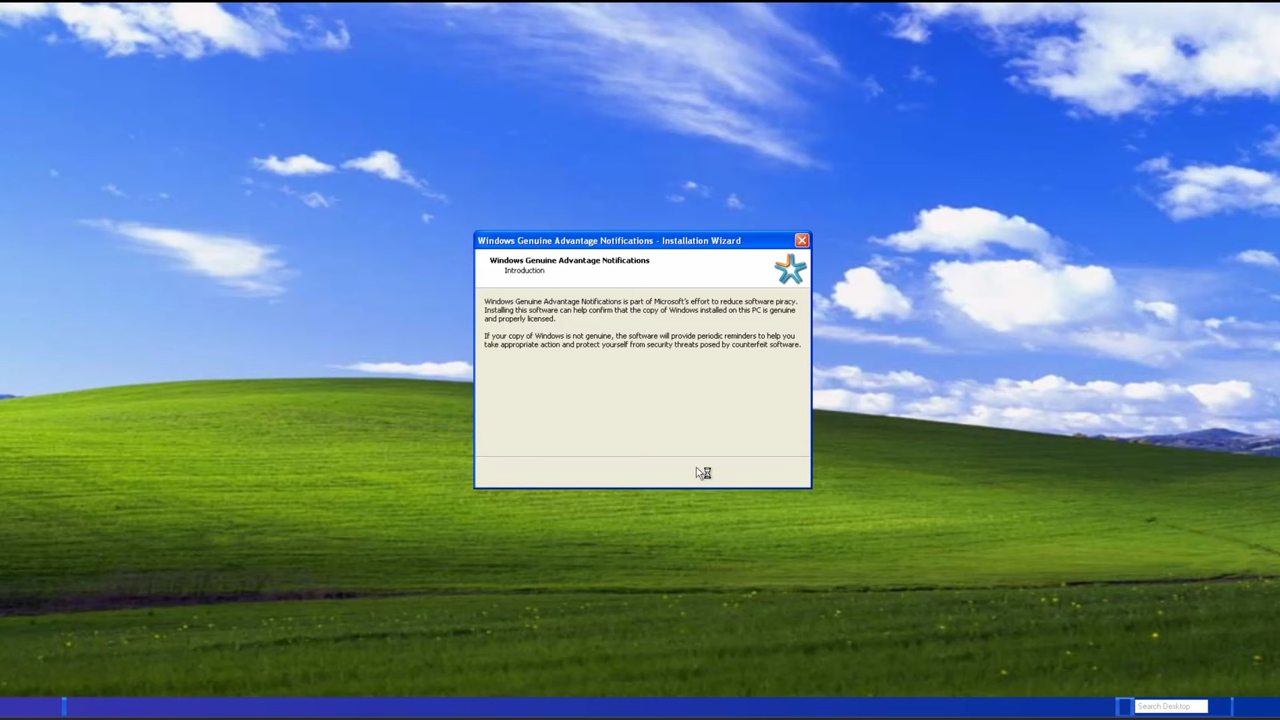 Windows Genuine Advantage Notifications - Installation Wizard
Windows Genuine Advantage Notifications
Introduction
Windows Genuine Advantage Notifications is part of Microsoft's effort to reduce software piracy.
Installing this software can help confirm that the copy of Windows installed on this PC is genuine
and properly licensed.
If your copy of Windows is not genuine, the software will provide periodic reminders to help you
take appropriate action and protect yourself from security threats posed by counterfeit software.
Search Desktop